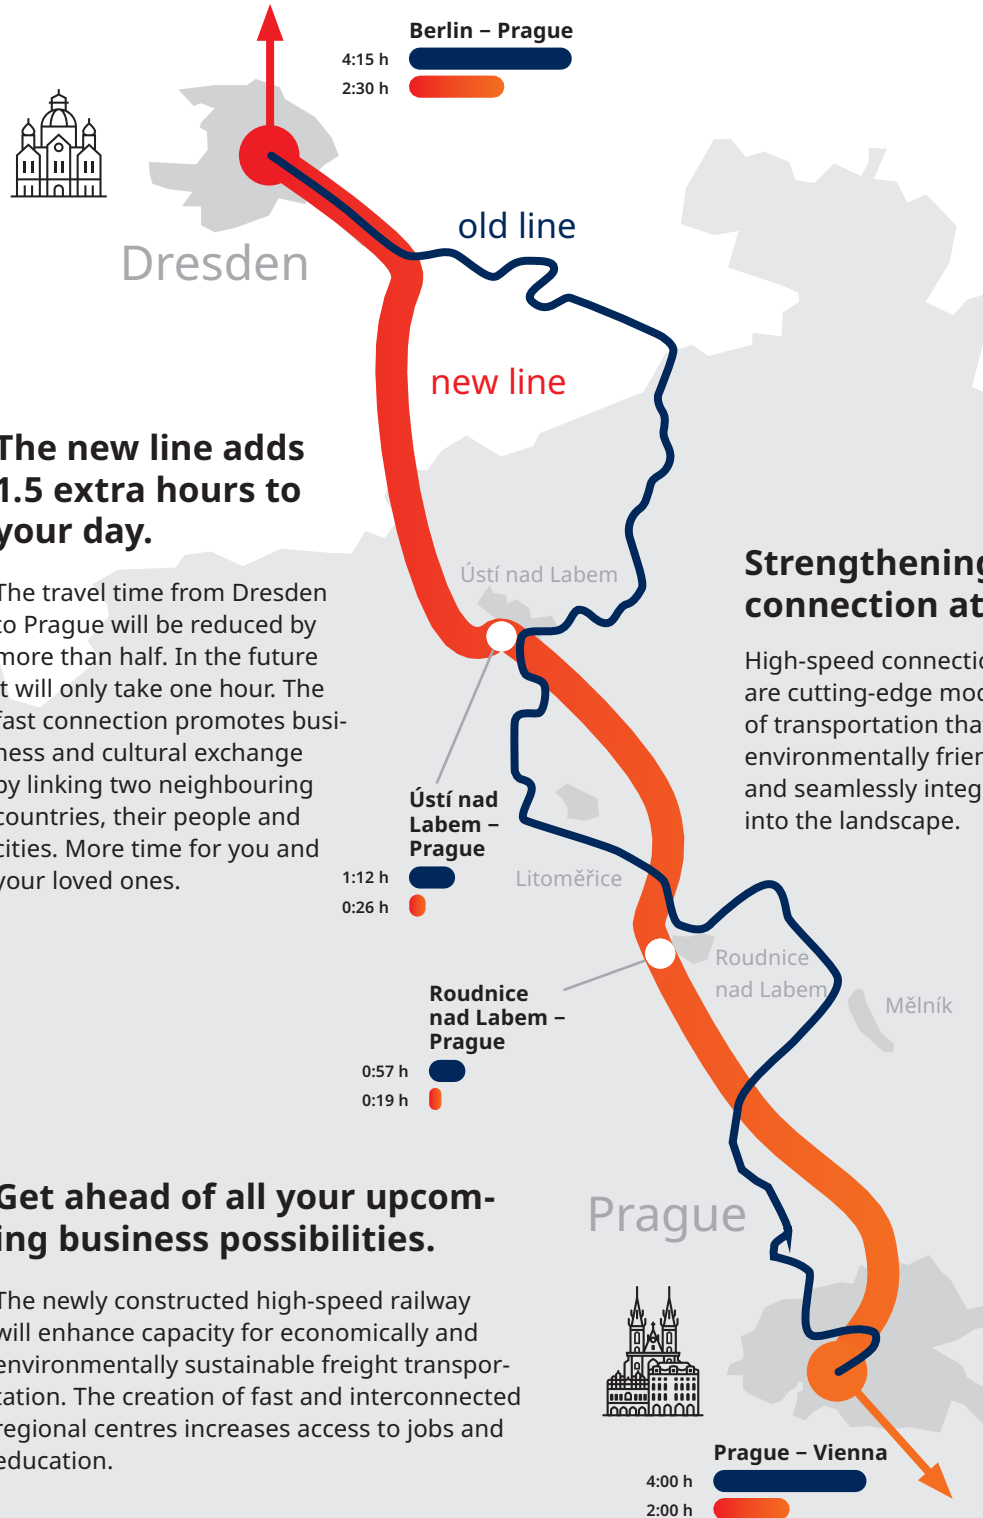 Berlin – Prague
4:15 h
2:30 h
old line
Dresden
new line
The new line adds
1.5 extra hours to
your day.
The travel time from Dresden
to Prague will be reduced by
more than half. In the future
it will only take one hour. The
fast connection promotes busi-
ness and cultural exchange
by linking two neighbouring
countries, their people and
cities. More time for you and
your loved ones.
Ústí nad Labem
Strengthening
connection at
High-speed
are cutting-edge
of transportation
environmentally
and seamlessly
into the landscape.
Ústí nad
Labem –
Prague
1:12 h
0:26 h
Litoměřice
Roudnice
nad Labem
Mělník
Roudnice
nad Labem –
Prague
0:57 h
0:19 h
Get ahead of all your upcom-
ing business possibilities.
The newly constructed high-speed railway
will enhance capacity for economically and
environmentally sustainable freight transpor-
tation. The creation of fast and interconnected
regional centres increases access to jobs and
education.
Prague
Prague – Vienna
4:00 h
2:00 h